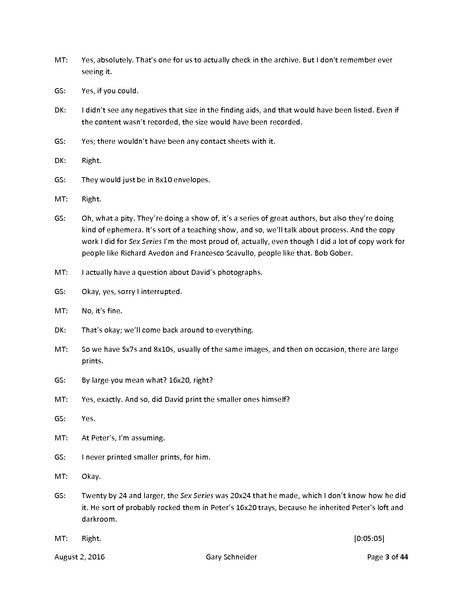 MT: Yes, absolutely. That's one for us to actually check in the archive. But I don't remember ever
seeing it.
GS: Yes, if you could.
DK: I didn't see any negatives that size in the finding aids, and that would have been listed. Even if
the content wasn't recorded, the size would have been recorded.
GS: Yes; there wouldn't have been any contact sheets with it.
DK: Right.
GS: They would just be in 8x10 envelopes.
MT: Right.
GS: Oh, what a pity. They're doing a show of, it's a series of great authors, but also they're doing
kind of ephemera. It's sort of a teaching show, and so, we'll talk about process. And the copy
work I did for Sex Series I'm the most proud of, actually, even though I did a lot of copy work for
people like Richard Avedon and Francesco Scavullo, people like that. Bob Gober.
MT: I actually have a question about David's photographs.
GS: Okay, yes, sorry I interrupted.
MT: No, it's fine.
DK: That's okay; we'll come back around to everything.
MT: So we have 5x7s and 8x10s, usually of the same images, and then on occasion, there are large
prints.
GS: By large you mean what? 16x20, right?
MT: Yes, exactly. And so, did David print the smaller ones himself?
GS: Yes.
MT: At Peter's, I'm assuming.
GS: I never printed smaller prints, for him.
MT: Okay.
GS: Twenty by 24 and larger, the Sex Series was 20x24 that he made, which I don't know how he did
it. He sort of probably rocked them in Peter's 16x20 trays, because he inherited Peter's loft and
darkroom.
MT: Right. [0:05:05]
August 2, 2016 Gary Schneider Page 3 of 44